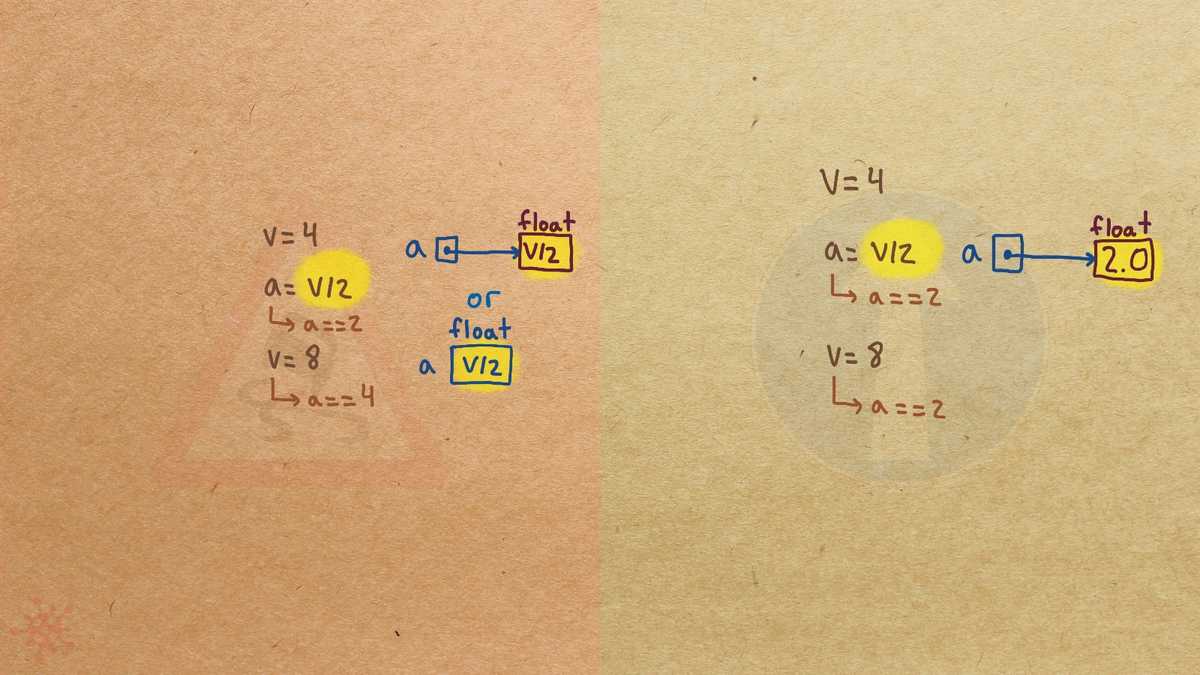 v=4
a= v/2
a==2
v=8
a==4
float
a
v/2
or
float
a
v/2
V=4
a= V/2
a==2
v=8
a==2
float
a
2.0